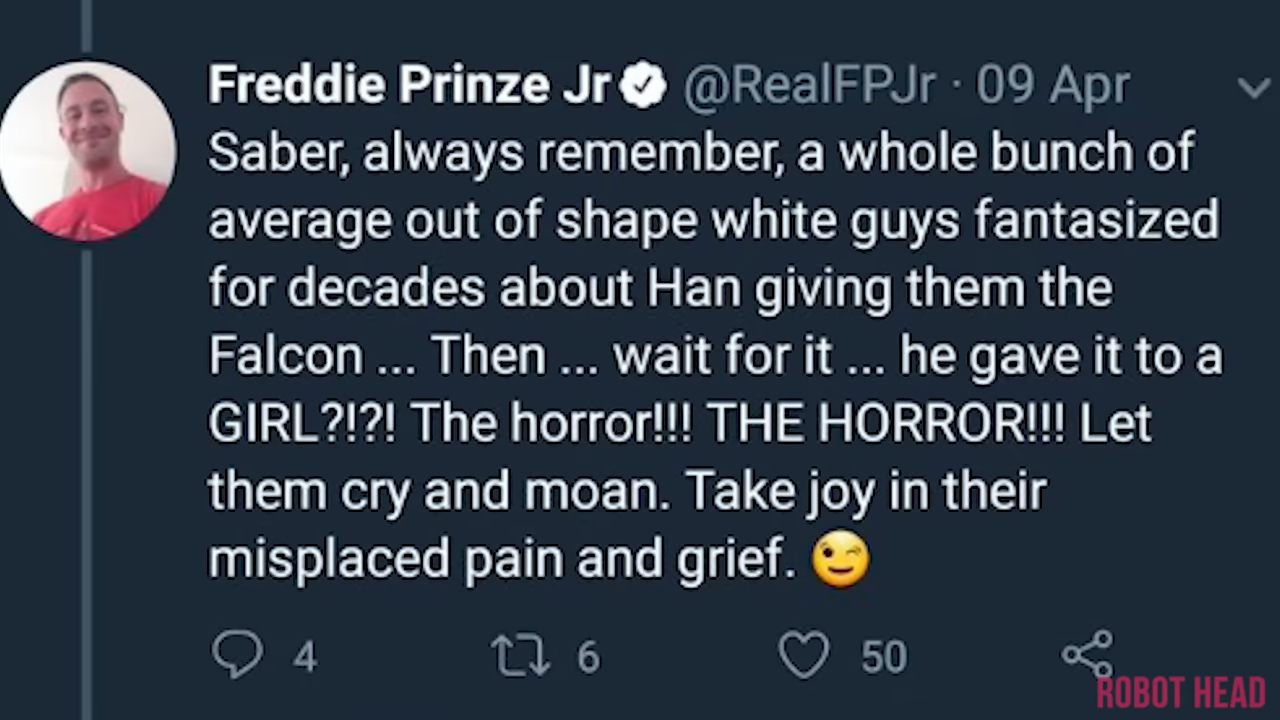 Freddie Prinze Jr @RealFPJr · 09 Apr
Saber, always remember, a whole bunch of
average out of shape white guys fantasized
for decades about Han giving them the
Falcon ... Then ... wait for it ... he gave it to a
GIRL?!?! The horror!!! THE HORROR!!! Let
them cry and moan. Take joy in their
misplaced pain and grief. 😉
4 6 50
ROBOT HEAD